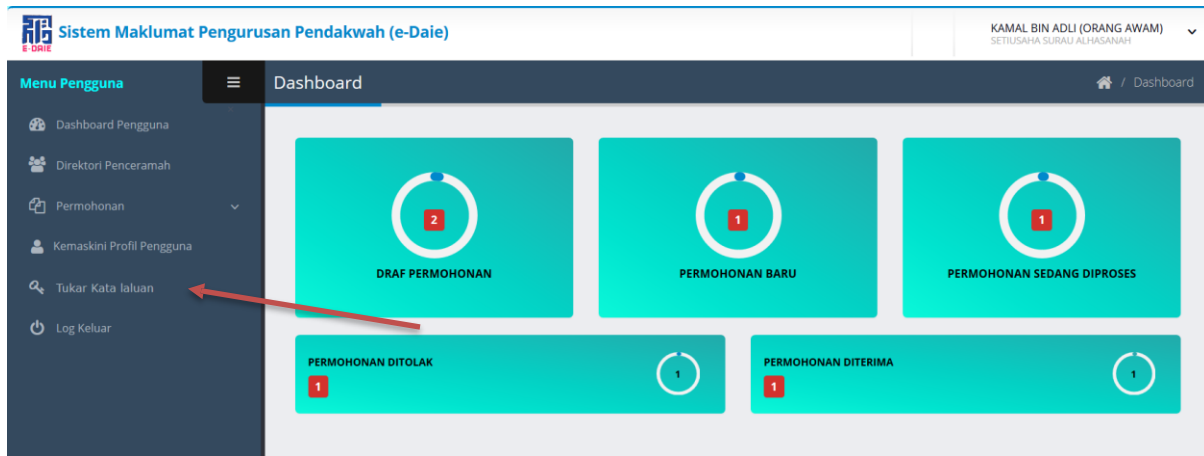 E-DAIE
Sistem Maklumat Pengurusan Pendakwah (e-Daie)
KAMAL BIN ADLI (ORANG AWAM)
SETIUSAHA SURAU ALHASANAH
Menu Pengguna
Dashboard
/ Dashboard
Dashboard Pengguna
Direktori Penceramah
Permohonan
Kemaskini Profil Pengguna
Tukar Kata laluan
Log Keluar
2
DRAF PERMOHONAN
1
PERMOHONAN BARU
1
PERMOHONAN SEDANG DIPROSES
PERMOHONAN DITOLAK
1
1
PERMOHONAN DITERIMA
1
1